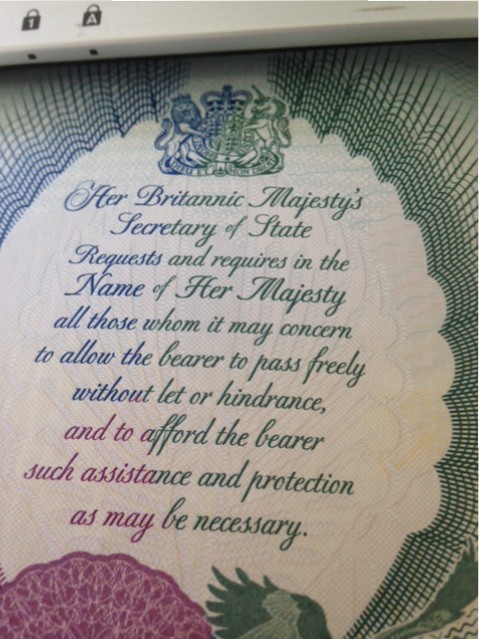 A
Her Britannic Majesty's
Secretary of State
Requests and requires in the
Name of Her Majesty
all those whom it may concern
to allow the bearer to pass freely
without let or hindrance,
and to afford the bearer
such assistance and protection
as may be necessary.